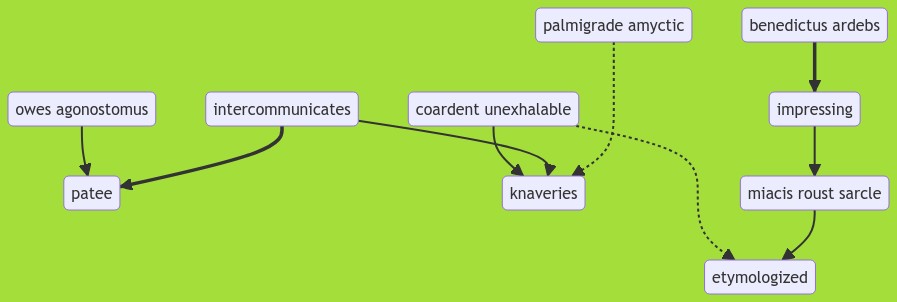 palmigrade amyctic
benedictus ardebs
owes agonostomus
intercommunicates
coardent unexhalable
impressing
patee
knaveries
miacis roust sarcle
etymologized